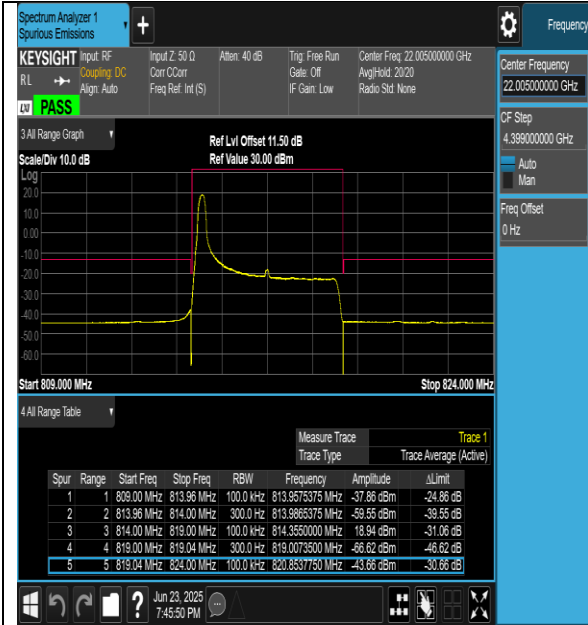 Spectrum Analyzer 1
Spurious Emissions
Frequency
KEYSIGHT Input: RF Input Z: 50 Ω Atten: 40 dB Trig: Free Run Center Freq: 22.005000000 GHz
RL Coupling: DC Corr CCorr Gate: Off Avg|Hold: 20/20
Align: Auto Freq Ref: Int (S) IF Gain: Low Radio Std: None
LXI PASS
Center Frequency
22.005000000 GHz
CF Step
4.399000000 GHz
Auto
Man
Freq Offset
0 Hz
3 All Range Graph
Ref Lvl Offset 11.50 dB
Scale/Div 10.0 dB Ref Value 30.00 dBm
Log
20.0
10.0
0.00
-10.0
-20.0
-30.0
-40.0
-50.0
-60.0
Start 809.000 MHz Stop 824.000 MHz
4 All Range Table
Measure Trace Trace 1
Trace Type Trace Average (Active)
Spur Range Start Freq Stop Freq RBW Frequency Amplitude ΔLimit
1 1 809.00 MHz 813.96 MHz 100.0 kHz 813.9575375 MHz -37.86 dBm -24.86 dB
2 2 813.96 MHz 814.00 MHz 300.0 Hz 813.9865375 MHz -59.55 dBm -39.55 dB
3 3 814.00 MHz 819.00 MHz 100.0 kHz 814.3550000 MHz 18.94 dBm -31.06 dB
4 4 819.00 MHz 819.04 MHz 300.0 Hz 819.0073500 MHz -66.62 dBm -46.62 dB
5 5 819.04 MHz 824.00 MHz 100.0 kHz 820.8537750 MHz -43.66 dBm -30.66 dB
Jun 23, 2025
7:45:50 PM